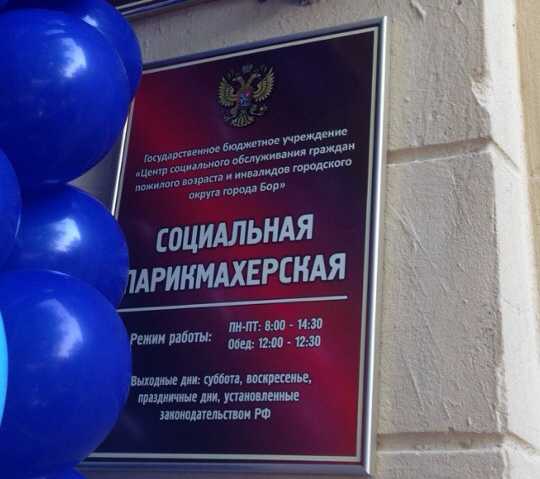 Государственное бюджетное учреждение
«Центр социального обслуживания граждан
пожилого возраста и инвалидов городского
округа города Бор»
СОЦИАЛЬНАЯ
ПАРИКМАХЕРСКАЯ
Режим работы: ПН-ПТ: 8:00 - 14:30
Обед: 12:00 - 12:30
Выходные дни: суббота, воскресенье,
праздничные дни, установленные
законодательством РФ